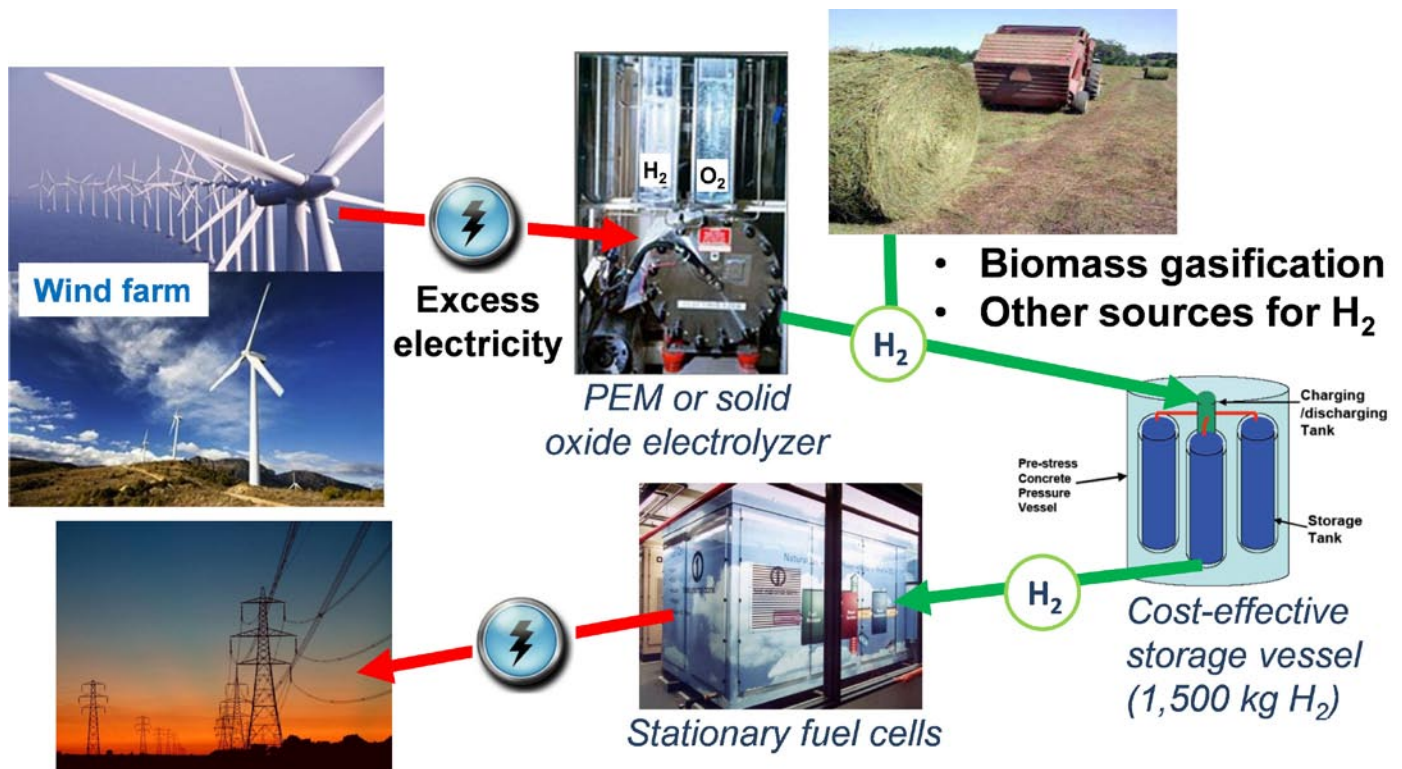 Wind farm
Excess
electricity
H₂
O₂
PEM or solid
oxide electrolyzer
• Biomass gasification
• Other sources for H₂
H₂
Charging
/discharging
Tank
Pre-stress
Concrete
Pressure
Vessel
Storage
Tank
Cost-effective
storage vessel
(1,500 kg H₂)
H₂
Stationary fuel cells